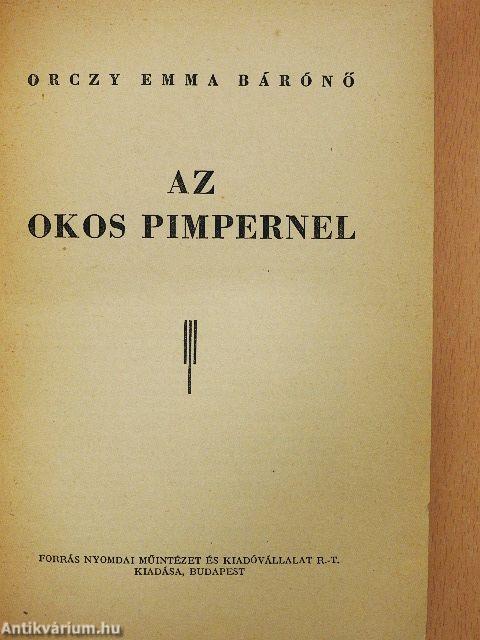 ORCZY EMMA BÁRÓNŐ
AZ
OKOS PIMPERNEL
FORRÁS NYOMDAI MŰINTÉZET ÉS KIADÓVÁLLALAT R.-T.
KIADÁSA, BUDAPEST
Antikvárium.hu